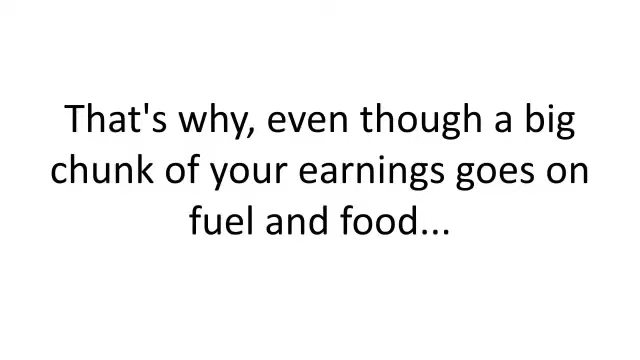 That's why, even though a big
chunk of your earnings goes on
fuel and food...